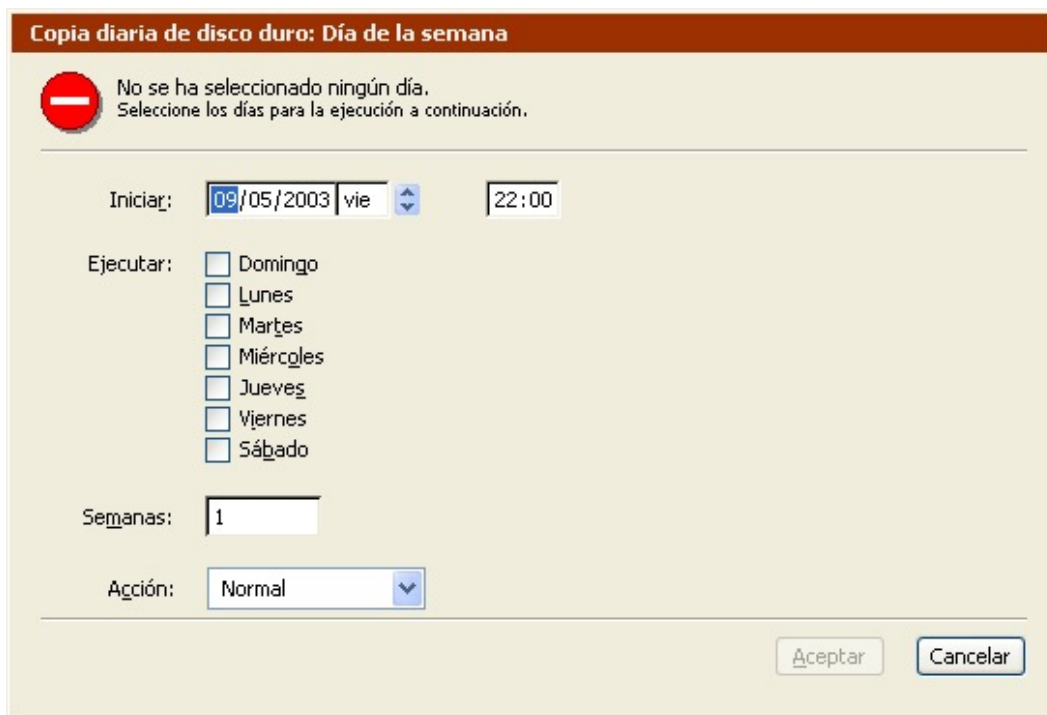 Copia diaria de disco duro: Día de la semana
No se ha seleccionado ningún día.
Seleccione los días para la ejecución a continuación.
Iniciar: 09/05/2003 vie 22:00
Ejecutar: Domingo
Lunes
Martes
Miércoles
Jueves
Viernes
Sábado
Semanas: 1
Acción: Normal
Aceptar Cancelar